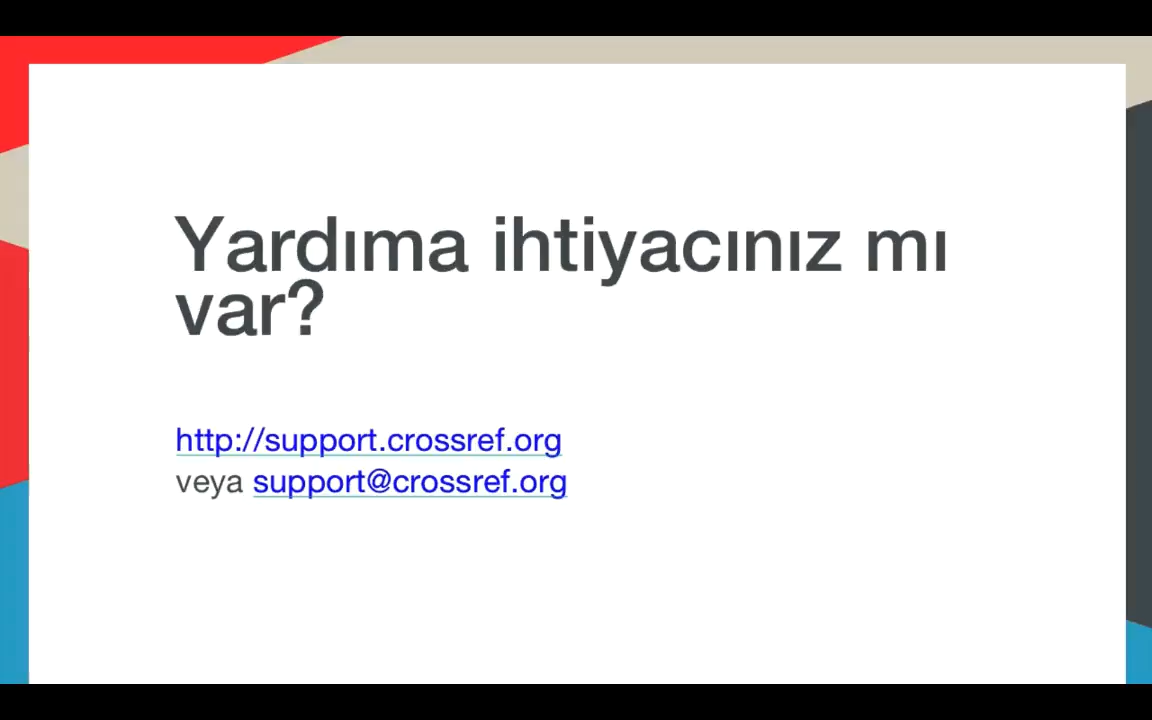 Yardıma ihtiyacınız mı
var?
http://support.crossref.org
veya support@crossref.org